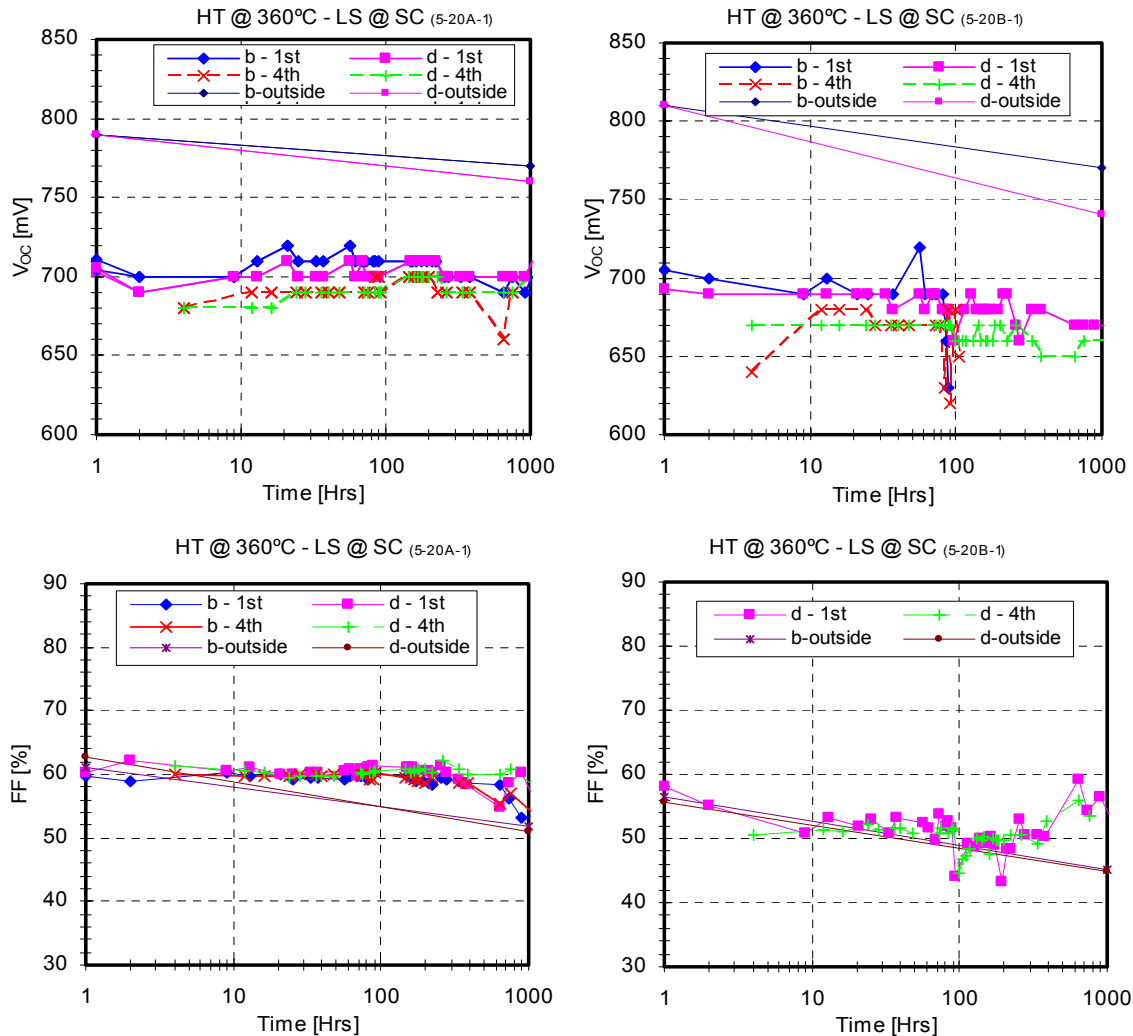 HT @ 360ºC - LS @ SC (5-20A-1)
850
800
750
700
650
600
VOC [mV]
b - 1st
d - 1st
b - 4th
d - 4th
b-outside
d-outside
1
10
100
1000
Time [Hrs]
HT @ 360ºC - LS @ SC (5-20B-1)
850
800
750
700
650
600
VOC [mV]
b - 1st
d - 1st
b - 4th
d - 4th
b-outside
d-outside
1
10
100
1000
Time [Hrs]
HT @ 360ºC - LS @ SC (5-20A-1)
90
80
70
60
50
40
30
FF [%]
b - 1st
d - 1st
b - 4th
d - 4th
b-outside
d-outside
1
10
100
1000
Time [Hrs]
HT @ 360ºC - LS @ SC (5-20B-1)
90
80
70
60
50
40
30
FF [%]
d - 1st
d - 4th
b-outside
d-outside
1
10
100
1000
Time [Hrs]